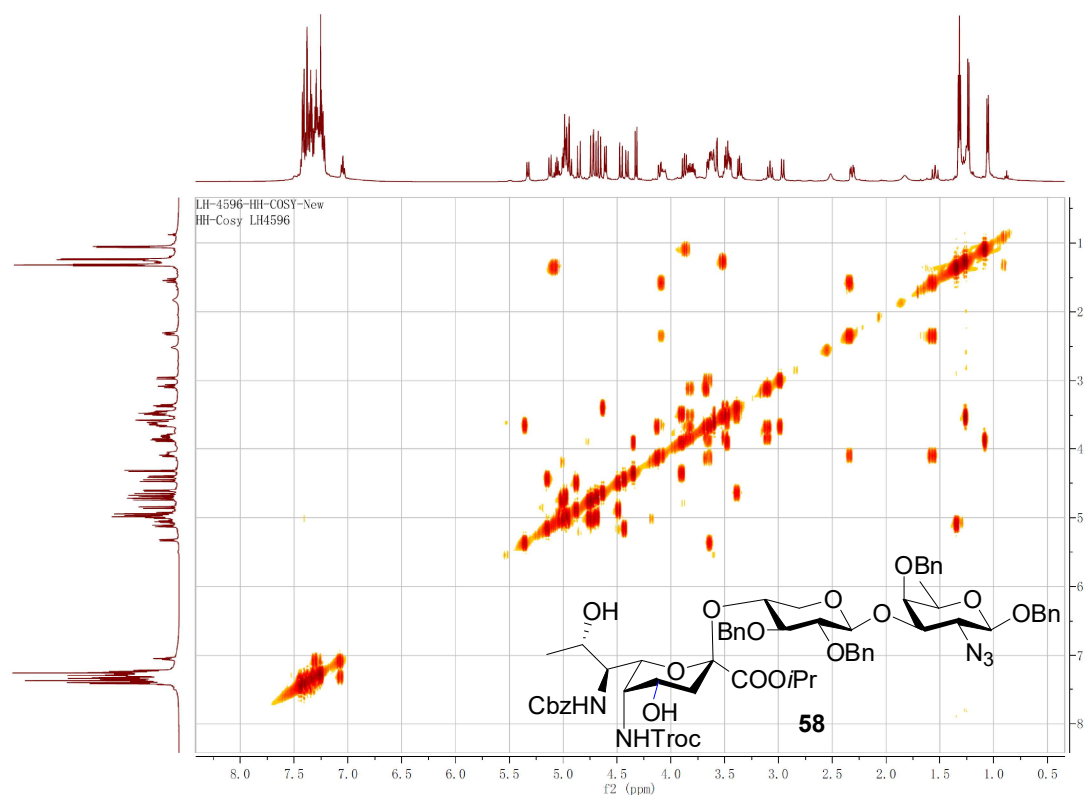 LH-4596-HH-COSY-New
HH-Cosy LH4596
1
2
3
4
5
6
7
8
8.0 7.5 7.0 6.5 6.0 5.5 5.0 4.5 4.0 3.5 3.0 2.5 2.0 1.5 1.0 0.5
f2 (ppm)
OBn
OH
O
O
O
O
OBn
BnO
OBn
N3
O
COOiPr
CbzHN
OH
NHTroc
58